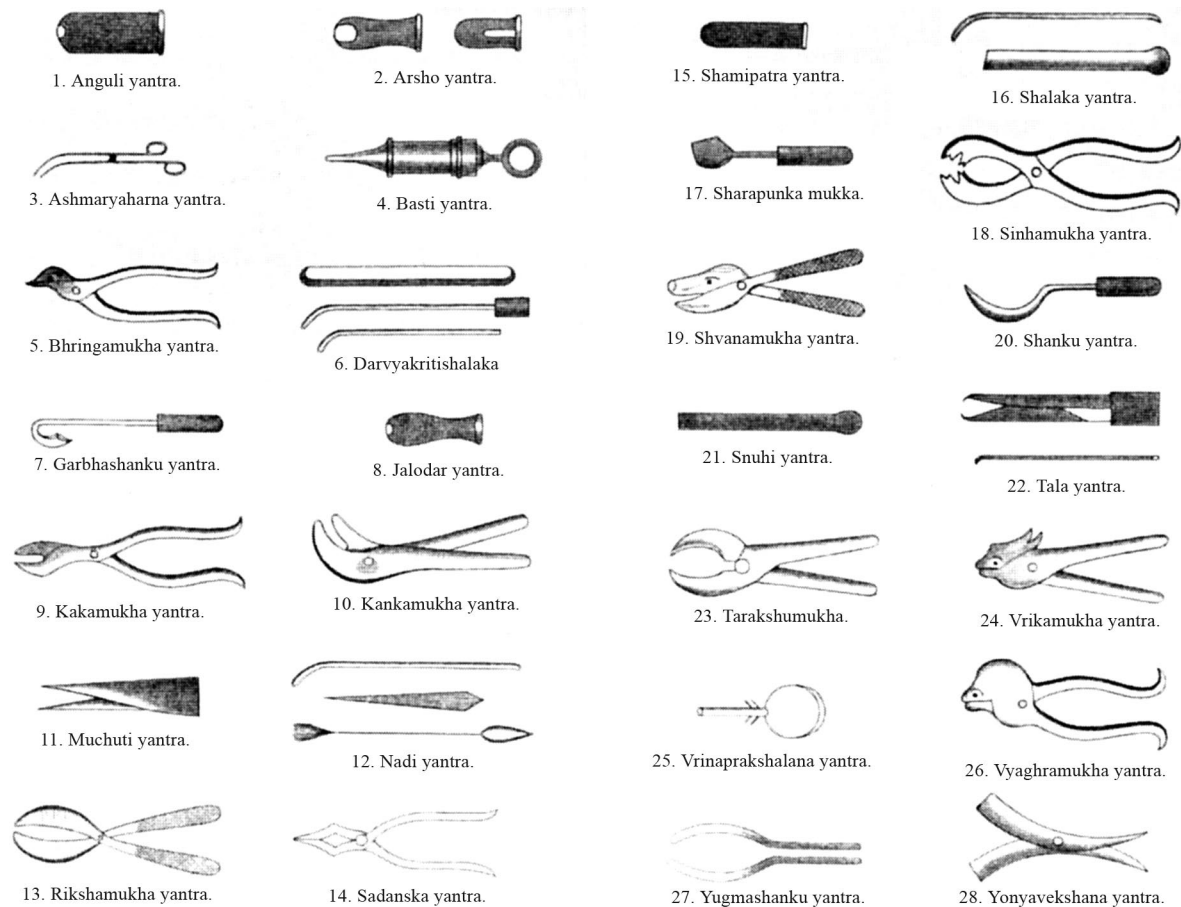 1. Anguli yantra.
2. Arsho yantra.
3. Ashmaryaharna yantra.
4. Basti yantra.
5. Bhringamukha yantra.
6. Darvyakritishalaka
7. Garbhashanku yantra.
8. Jalodar yantra.
9. Kakamukha yantra.
10. Kankamukha yantra.
11. Muchuti yantra.
12. Nadi yantra.
13. Rikshamukha yantra.
14. Sadanska yantra.
15. Shamipatra yantra.
16. Shalaka yantra.
17. Sharapunka mukka.
18. Sinhamukha yantra.
19. Shvanamukha yantra.
20. Shanku yantra.
21. Snuhi yantra.
22. Tala yantra.
23. Tarakshumukha.
24. Vrikamukha yantra.
25. Vrinaprakshalana yantra.
26. Vyaghramukha yantra.
27. Yugmashanku yantra.
28. Yonyavekshana yantra.